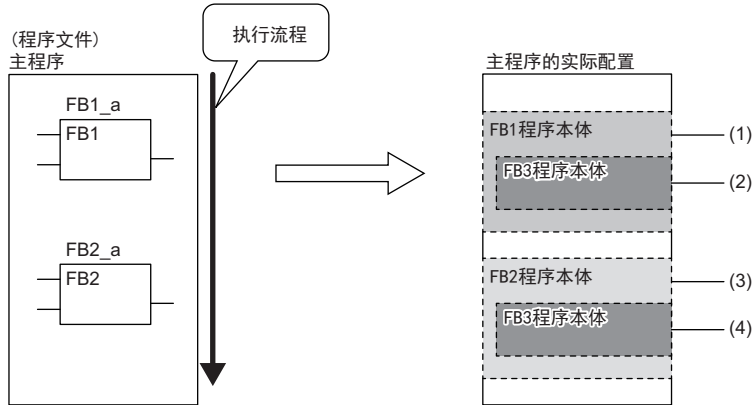 (程序文件)
主程序
执行流程
FB1_a
FB1
FB2_a
FB2
主程序的实际配置
FB1程序本体
(1)
FB3程序本体
(2)
FB2程序本体
(3)
FB3程序本体
(4)